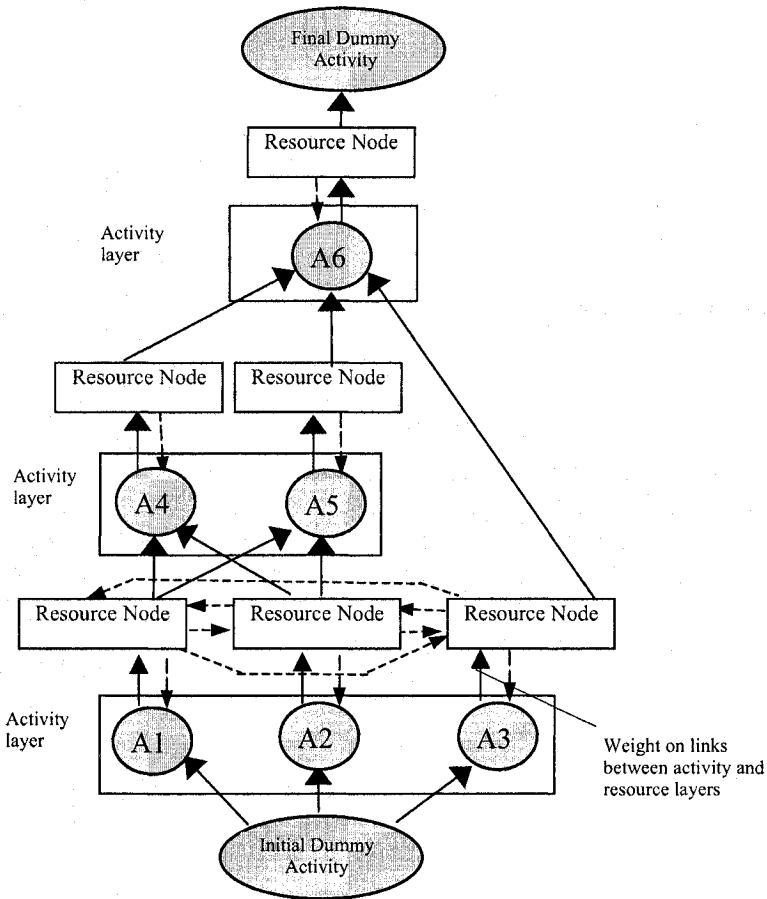 Final Dummy
Activity
Resource Node
Activity
layer
A6
Resource Node
Resource Node
Activity
layer
A4
A5
Resource Node
Resource Node
Resource Node
Activity
layer
A1
A2
A3
Weight on links
between activity and
resource layers
Initial Dummy
Activity